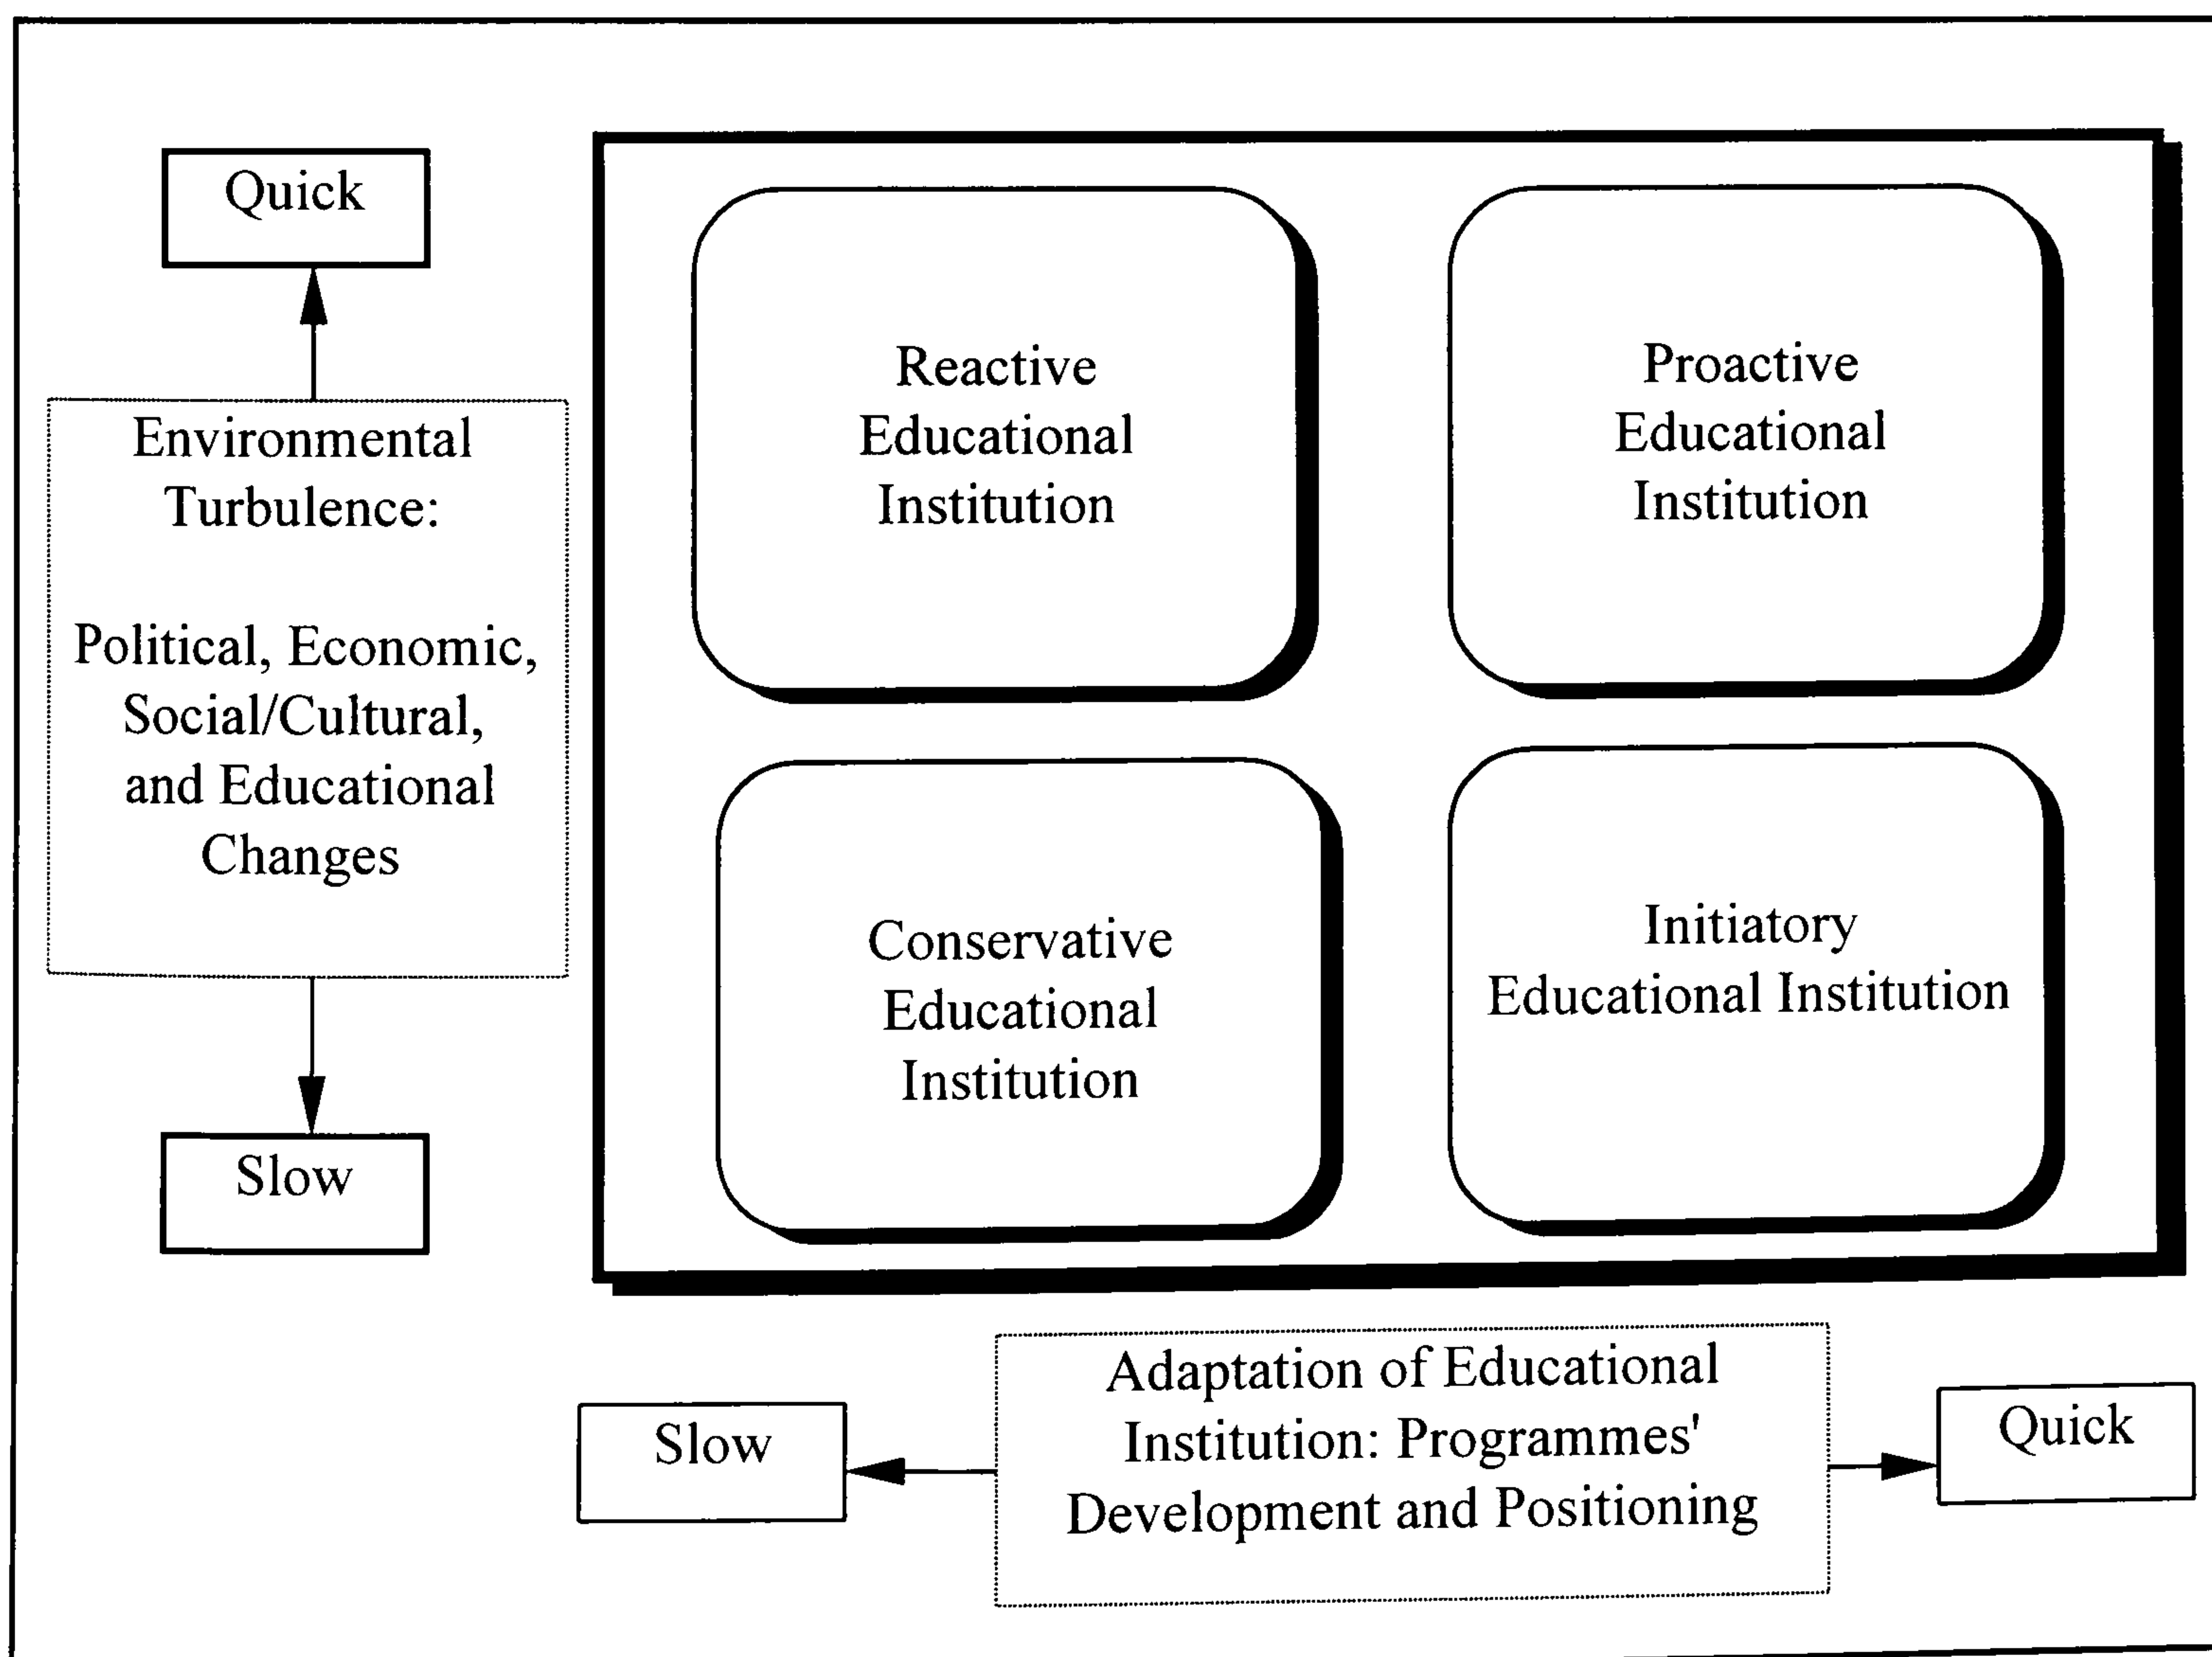 Quick
Environmental
Turbulence:
Political, Economic,
Social/Cultural,
and Educational
Changes
Slow
Reactive
Educational
Institution
Proactive
Educational
Institution
Conservative
Educational
Institution
Initiatory
Educational Institution
Slow
Adaptation of Educational
Institution: Programmes'
Development and Positioning
Quick